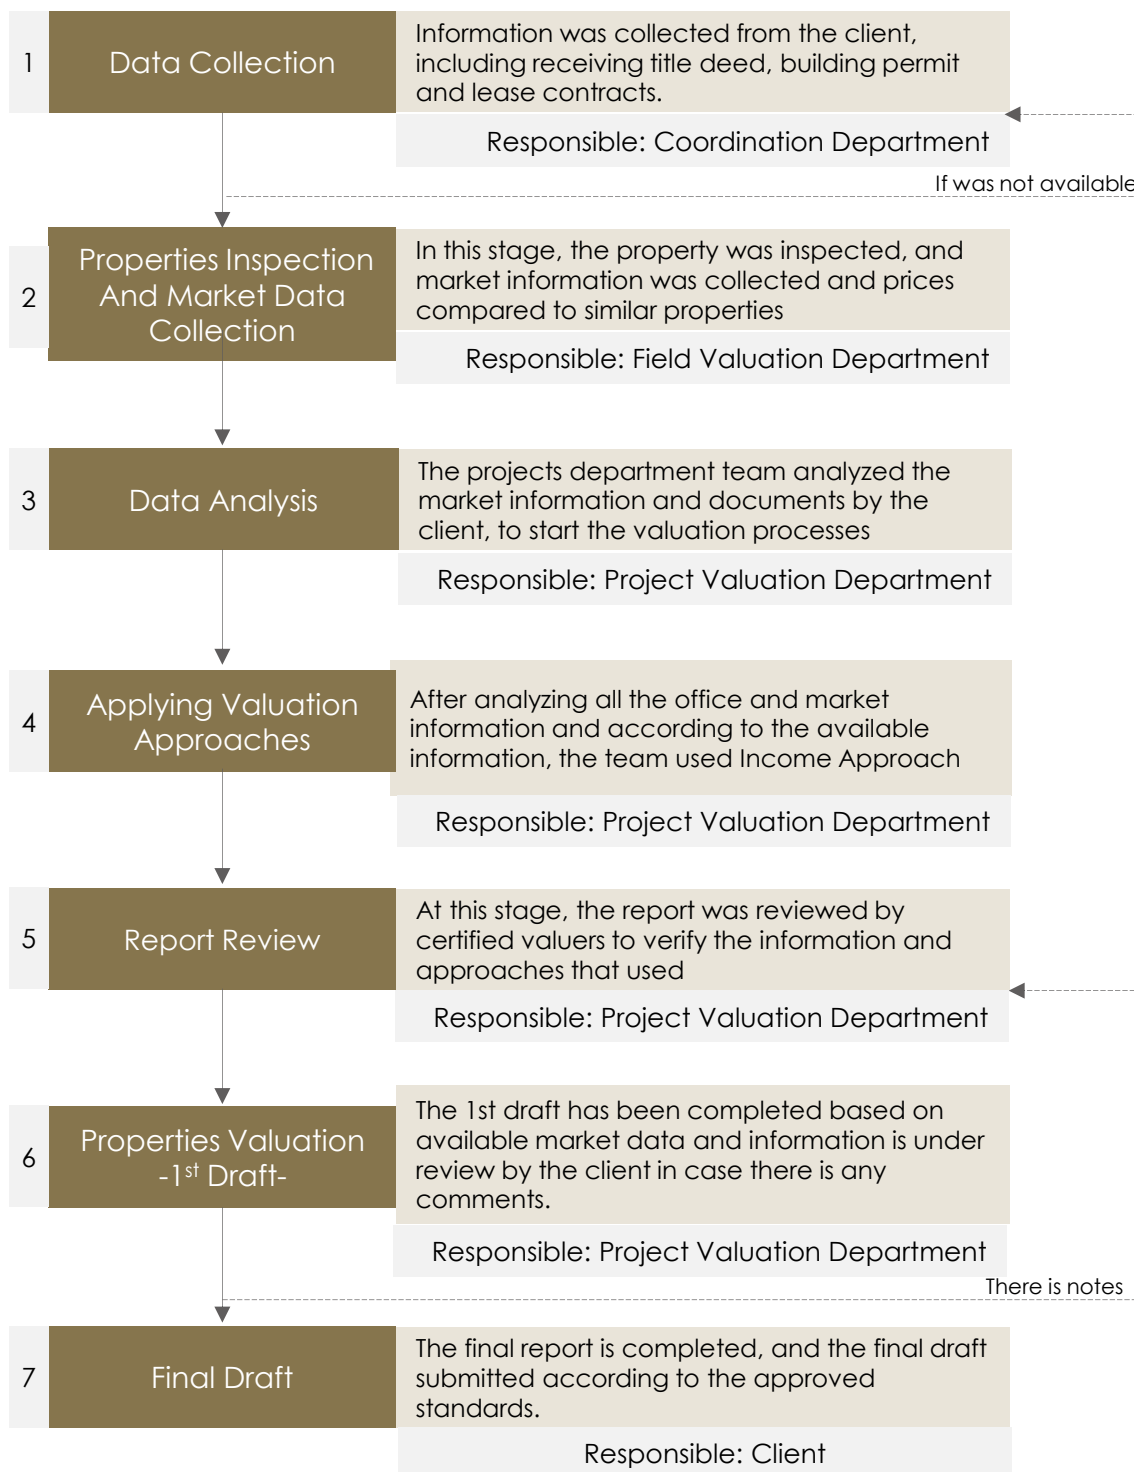 1
Data Collection
Information was collected from the client,
including receiving title deed, building permit
and lease contracts.
Responsible: Coordination Department
If was not available
2
Properties Inspection
And Market Data
Collection
In this stage, the property was inspected, and
market information was collected and prices
compared to similar properties
Responsible: Field Valuation Department
3
Data Analysis
The projects department team analyzed the
market information and documents by the
client, to start the valuation processes
Responsible: Project Valuation Department
4
Applying Valuation
Approaches
After analyzing all the office and market
information and according to the available
information, the team used Income Approach
Responsible: Project Valuation Department
5
Report Review
At this stage, the report was reviewed by
certified valuers to verify the information and
approaches that used
Responsible: Project Valuation Department
6
Properties Valuation
-1st Draft-
The 1st draft has been completed based on
available market data and information is under
review by the client in case there is any
comments.
Responsible: Project Valuation Department
There is notes
7
Final Draft
The final report is completed, and the final draft
submitted according to the approved
standards.
Responsible: Client